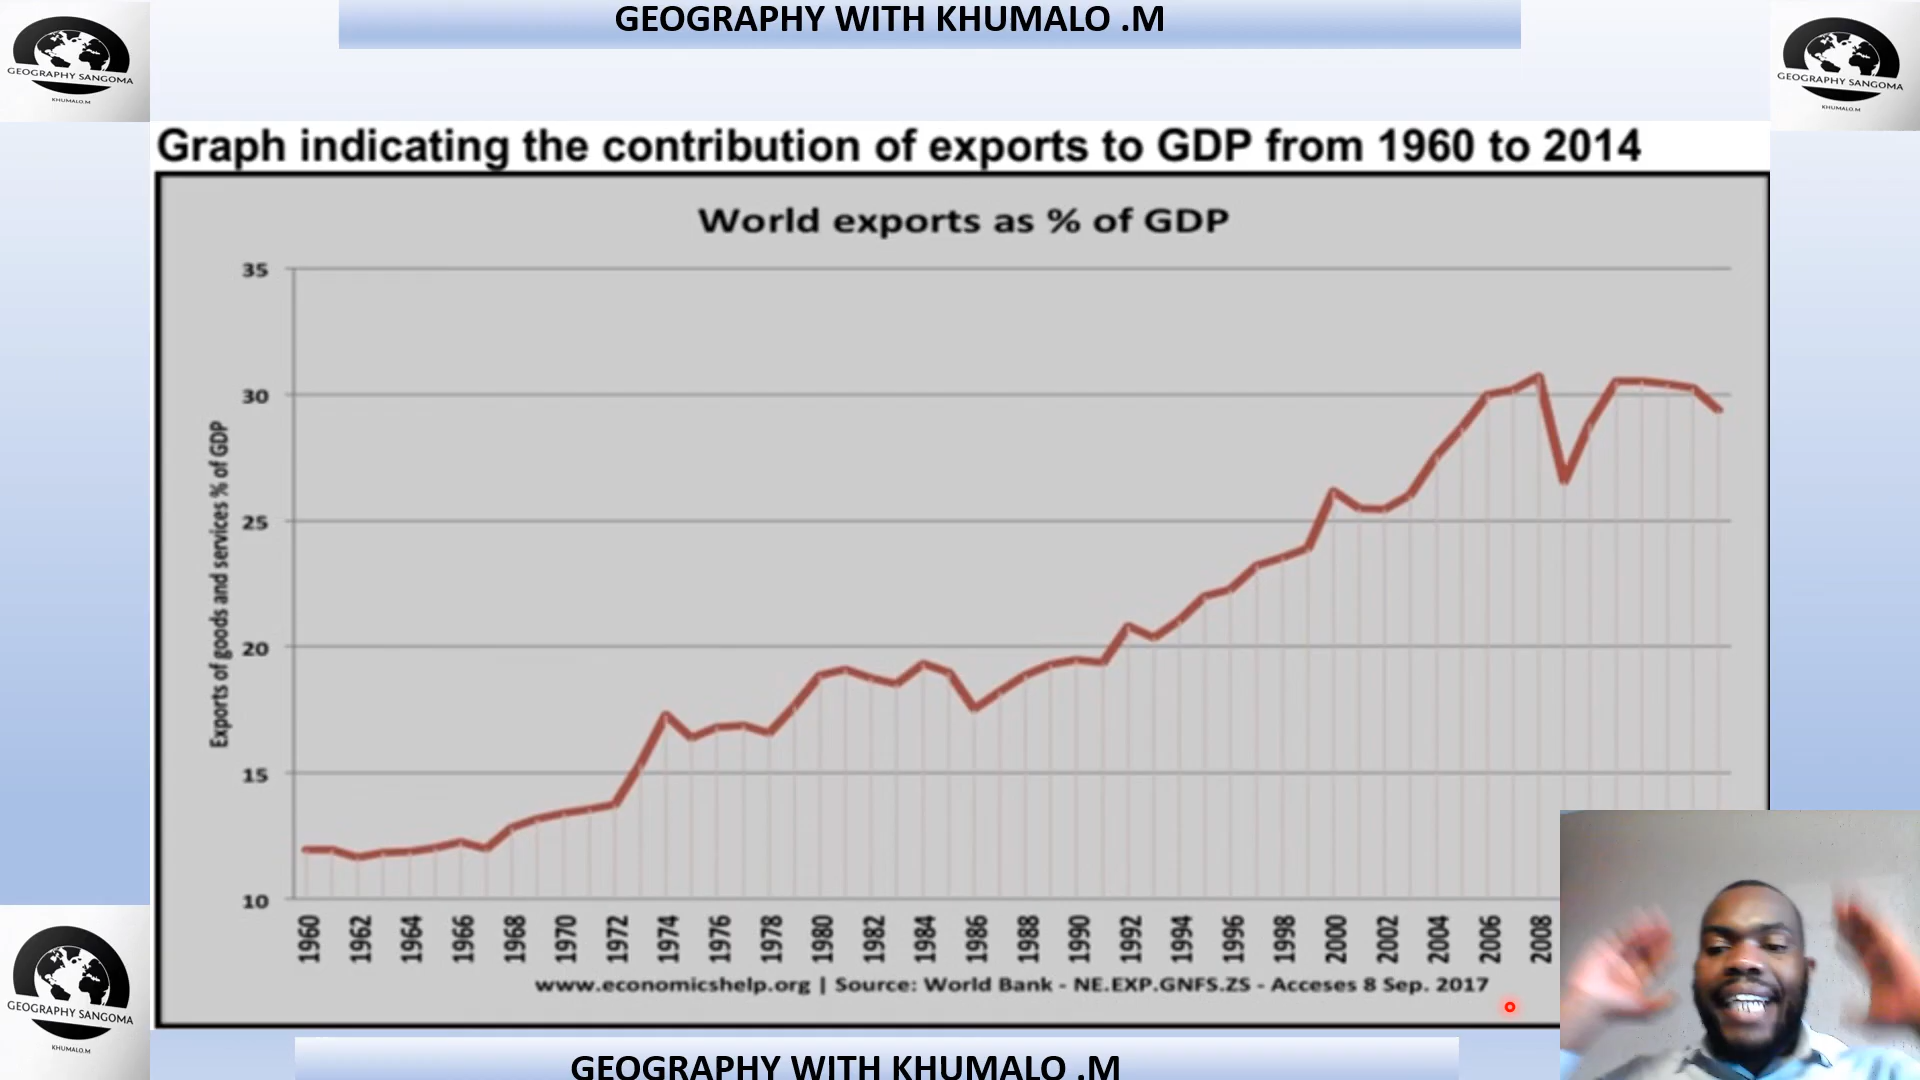 GEOGRAPHY WITH KHUMALO .M
GEOGRAPHY SANGOMA
KHUMALO.M
GEOGRAPHY SANGOMA
KHUMALO.M
Graph indicating the contribution of exports to GDP from 1960 to 2014
World exports as % of GDP
35
30
25
20
15
10
Exports of goods and services % of GDP
1960 1962 1964 1966 1968 1970 1972 1974 1976 1978 1980 1982 1984 1986 1988 1990 1992 1994 1996 1998 2000 2002 2004 2006 2008
www.economicshelp.org | Source: World Bank - NE.EXP.GNFS.ZS - Acceses 8 Sep. 2017
GEOGRAPHY SANGOMA
KHUMALO.M
GEOGRAPHY WITH KHUMALO .M